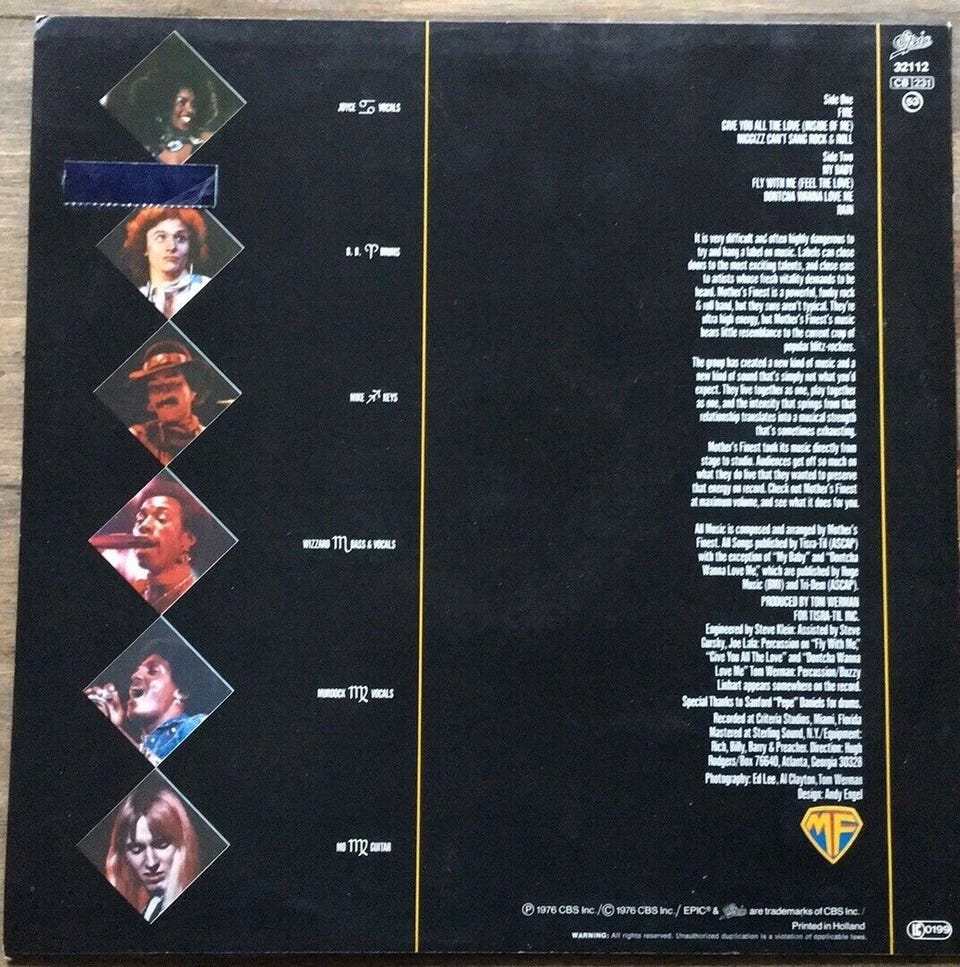 JOYCE ♋ VOCALS
B. B. ♈ DRUMS
MIKE ♐ KEYS
WIZZARD ♏ BASS & VOCALS
MURDOCK ♍ VOCALS
MO ♍ GUITAR
Side One
FIRE
GIVE YOU ALL THE LOVE (INSIDE OF ME)
NIGGIZZ CAN'T SANG ROCK & ROLL
Side Two
MY BABY
FLY WITH ME (FEEL THE LOVE)
DONTCHA WANNA LOVE ME
RAIN
It is very difficult and often highly dangerous to
try and hang a label on music. Labels can close
doors to the most exciting talents, and close ears
to artists whose fresh vitality demands to be
heard. Mother's Finest is a powerful, funky rock
& roll band, but they sure aren't typical. They're
ultra high energy, but Mother's Finest's music
bears little resemblance to the current crop of
popular blitz-rockers.
The group has created a new kind of music and a
new kind of sound that's simply not what you'd
expect. They live together as one, play together
as one, and the intensity that springs from that
relationship translates into a musical strength
that's sometimes exhausting.
Mother's Finest took its music directly from
stage to studio. Audiences get off so much on
what they do live that they wanted to preserve
that energy on record. Check out Mother's Finest
at maximum volume, and see what it does for you.
All Music is composed and arranged by Mother's
Finest. All Songs published by Tisra-Til (ASCAP)
with the exception of "My Baby" and "Dontcha
Wanna Love Me," which are published by Huge
Music (BMI) and Tri-Dem (ASCAP).
PRODUCED BY TOM WERMAN
FOR TISRA-TIL INC.
Engineered by Steve Klein: Assisted by Steve
Gursky, Joe Lala: Percussion on "Fly With Me,"
"Give You All The Love" and "Dontcha Wanna
Love Me" Tom Werman: Percussion/Buzzy
Linhart appears somewhere on the record.
Special Thanks to Sanford "Pepe" Daniels for drums.
Recorded at Criteria Studios, Miami, Florida
Mastered at Sterling Sound, N.Y./Equipment:
Rich, Billy, Barry & Preacher. Direction: Hugh
Rodgers/Box 76640, Atlanta, Georgia 30328
Photography: Ed Lee, Al Clayton, Tom Werman
Design: Andy Engel
MF
℗ 1976 CBS Inc./© 1976 CBS Inc./ EPIC® & Epic are trademarks of CBS Inc./
Printed in Holland
WARNING: All rights reserved. Unauthorized duplication is a violation of applicable laws.
Epic
32112
CB 231
53
LC 0199